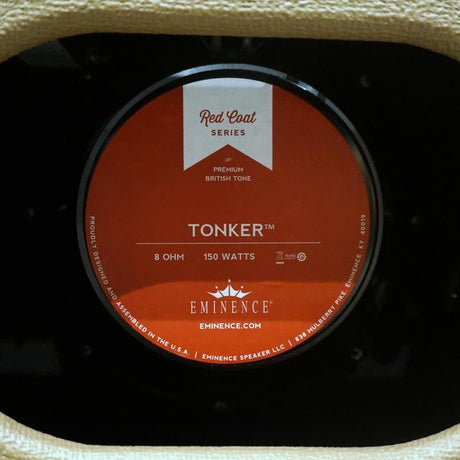 Red Coat
SERIES
PREMIUM
BRITISH TONE
TONKER™
8 OHM 150 WATTS
EMINENCE
EMINENCE.COM
PROUDLY DESIGNED AND ASSEMBLED IN THE U.S.A. | EMINENCE SPEAKER LLC | 838 MULBERRY PIKE, EMINENCE KY 40019